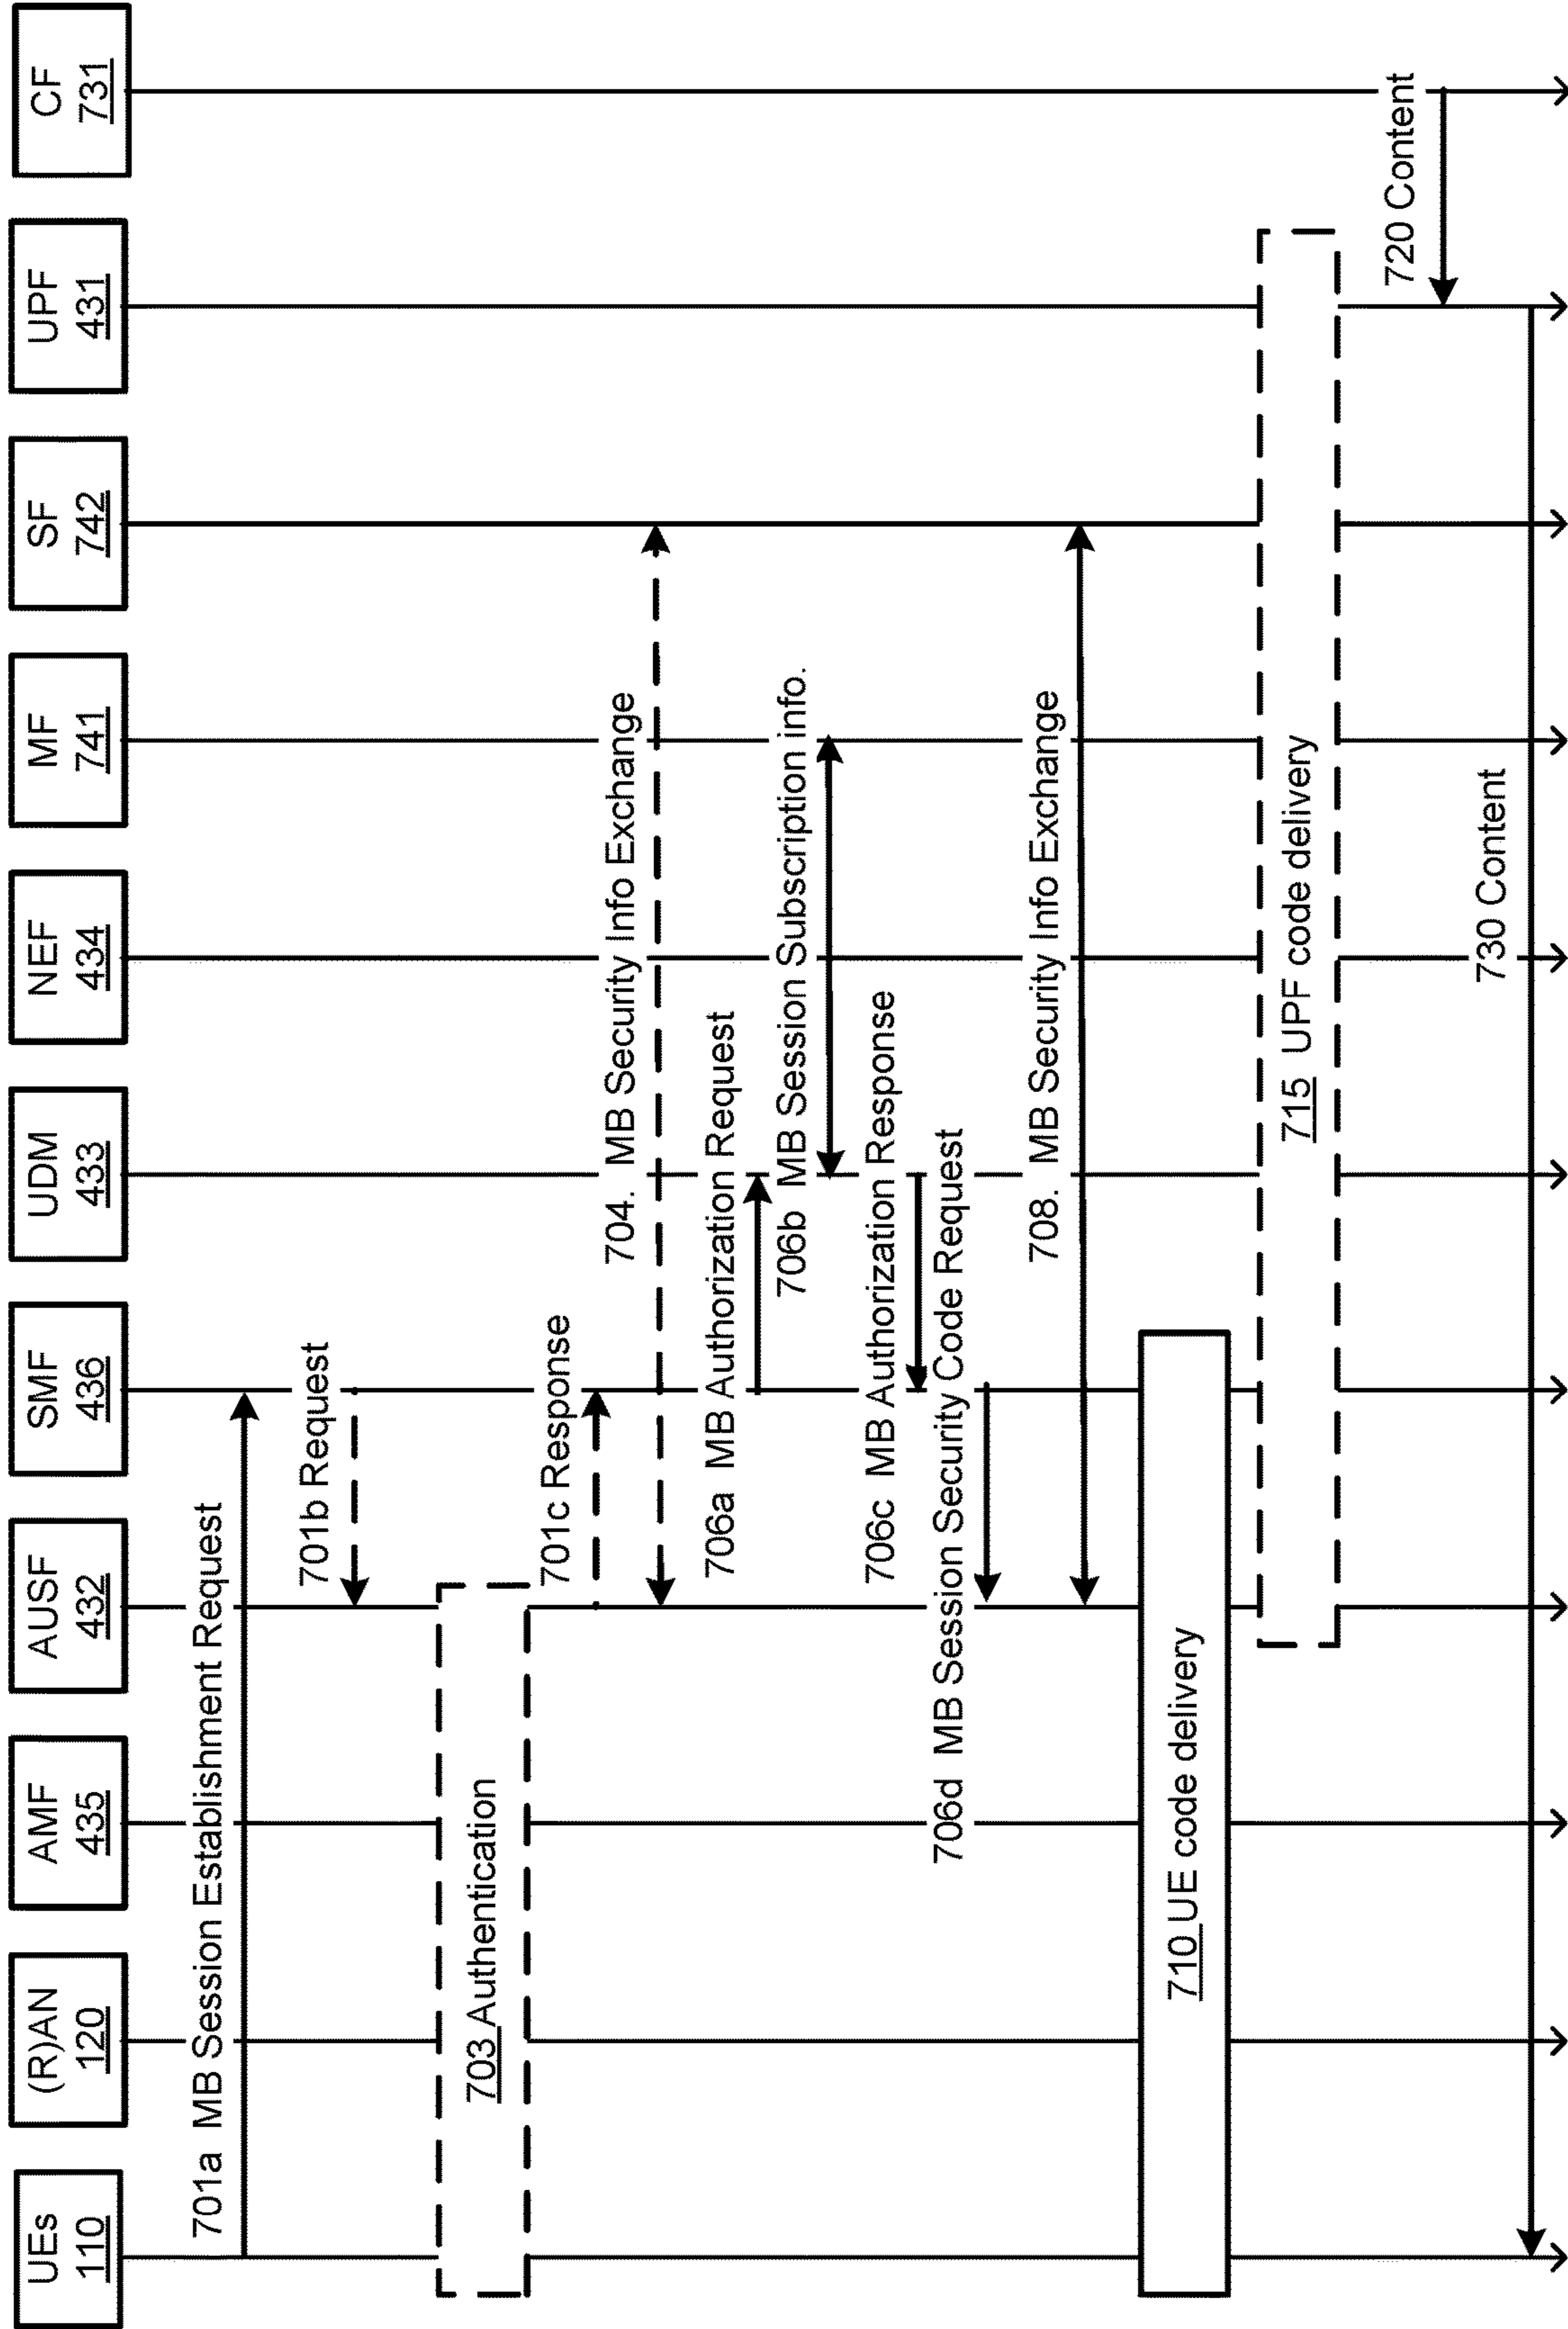 UEs
110
(R)AN
120
AMF
435
AUSF
432
SMF
436
UDM
433
NEF
434
MF
741
SF
742
UPF
431
CF
731
701a MB Session Establishment Request
701b Request
703 Authentication
701c Response
704. MB Security Info Exchange
706a MB Authorization Request
706b MB Session Subscription info.
706c MB Authorization Response
706d MB Session Security Code Request
708. MB Security Info Exchange
710 UE code delivery
715 UPF code delivery
720 Content
730 Content